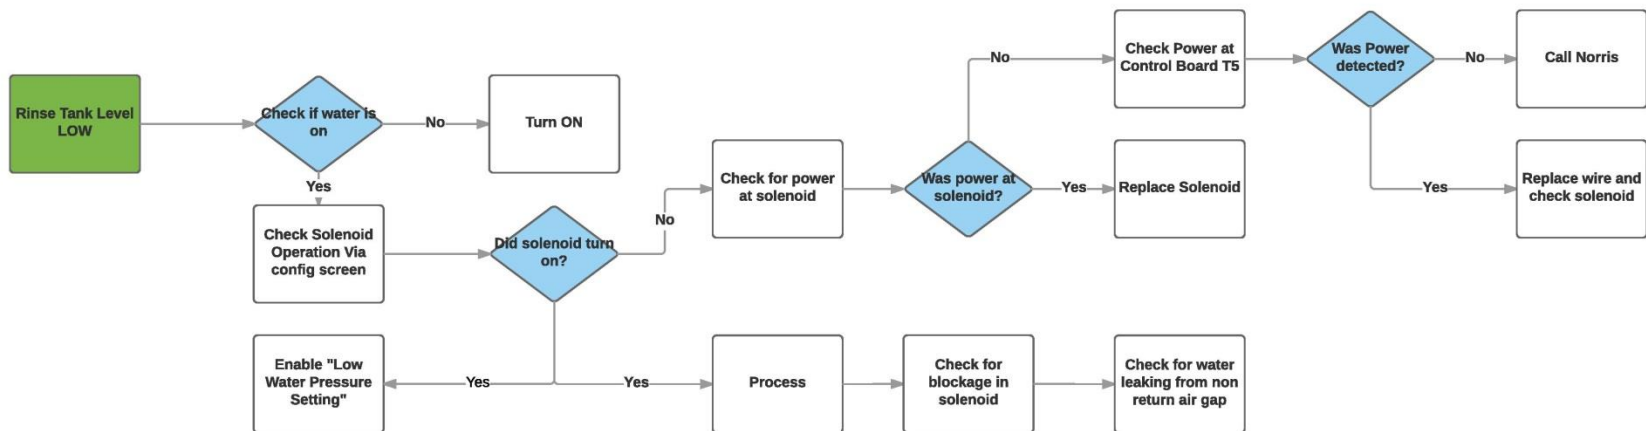 Rinse Tank Level
LOW
Check if water is
on
No
Turn ON
Yes
Check Solenoid
Operation Via
config screen
Did solenoid turn
on?
No
Check for power
at solenoid
Was power at
solenoid?
No
Check Power at
Control Board T5
Was Power
detected?
No
Call Norris
Yes
Replace Solenoid
Yes
Replace wire and
check solenoid
Yes
Enable "Low
Water Pressure
Setting"
Yes
Process
Check for
blockage in
solenoid
Check for water
leaking from non
return air gap